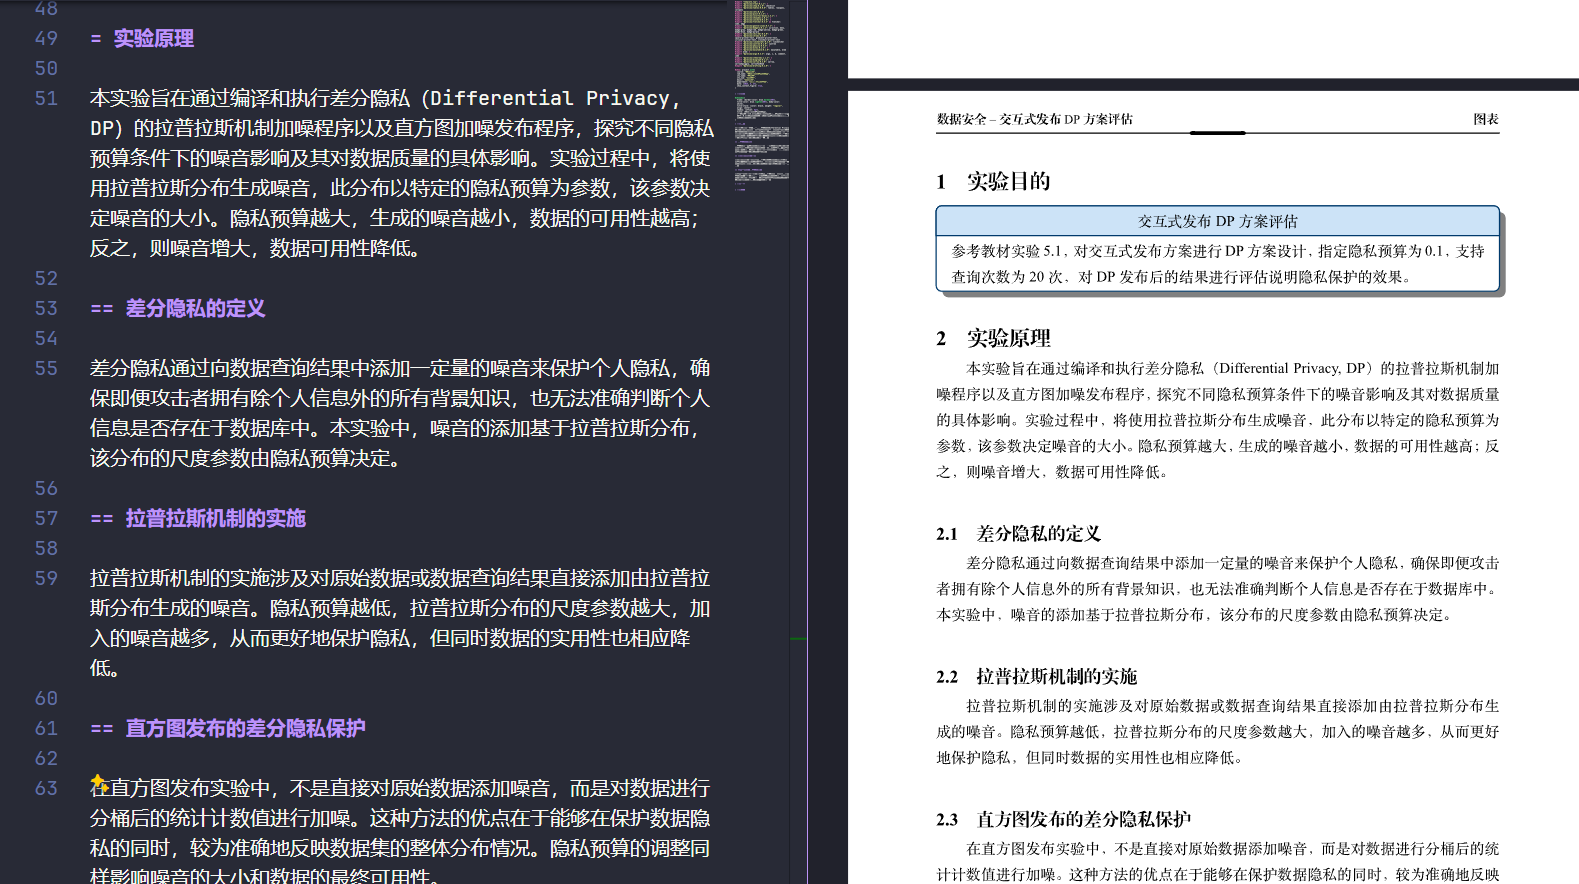 48
49 = 实验原理
50
51 本实验旨在通过编译和执行差分隐私（Differential Privacy,
DP）的拉普拉斯机制加噪程序以及直方图加噪发布程序，探究不同隐私
预算条件下的噪音影响及其对数据质量的具体影响。实验过程中，将使
用拉普拉斯分布生成噪音，此分布以特定的隐私预算为参数，该参数决
定噪音的大小。隐私预算越大，生成的噪音越小，数据的可用性越高；
反之，则噪音增大，数据可用性降低。
52
53 == 差分隐私的定义
54
55 差分隐私通过向数据查询结果中添加一定量的噪音来保护个人隐私，确
保即便攻击者拥有除个人信息外的所有背景知识，也无法准确判断个人
信息是否存在于数据库中。本实验中，噪音的添加基于拉普拉斯分布，
该分布的尺度参数由隐私预算决定。
56
57 == 拉普拉斯机制的实施
58
59 拉普拉斯机制的实施涉及对原始数据或数据查询结果直接添加由拉普拉
斯分布生成的噪音。隐私预算越低，拉普拉斯分布的尺度参数越大，加
入的噪音越多，从而更好地保护隐私，但同时数据的实用性也相应降
低。
60
61 == 直方图发布的差分隐私保护
62
63 在直方图发布实验中，不是直接对原始数据添加噪音，而是对数据进行
分桶后的统计计数值进行加噪。这种方法的优点在于能够在保护数据隐
私的同时，较为准确地反映数据集的整体分布情况。隐私预算的调整同
样影响噪音的大小和数据的最终可用性。
数据安全 – 交互式发布 DP 方案评估 图表
1 实验目的
交互式发布 DP 方案评估
参考教材实验 5.1，对交互式发布方案进行 DP 方案设计，指定隐私预算为 0.1，支持
查询次数为 20 次，对 DP 发布后的结果进行评估说明隐私保护的效果。
2 实验原理
本实验旨在通过编译和执行差分隐私（Differential Privacy, DP）的拉普拉斯机制加
噪程序以及直方图加噪发布程序，探究不同隐私预算条件下的噪音影响及其对数据质量
的具体影响。实验过程中，将使用拉普拉斯分布生成噪音，此分布以特定的隐私预算为
参数，该参数决定噪音的大小。隐私预算越大，生成的噪音越小，数据的可用性越高；反
之，则噪音增大，数据可用性降低。
2.1 差分隐私的定义
差分隐私通过向数据查询结果中添加一定量的噪音来保护个人隐私，确保即便攻击
者拥有除个人信息外的所有背景知识，也无法准确判断个人信息是否存在于数据库中。
本实验中，噪音的添加基于拉普拉斯分布，该分布的尺度参数由隐私预算决定。
2.2 拉普拉斯机制的实施
拉普拉斯机制的实施涉及对原始数据或数据查询结果直接添加由拉普拉斯分布生
成的噪音。隐私预算越低，拉普拉斯分布的尺度参数越大，加入的噪音越多，从而更好
地保护隐私，但同时数据的实用性也相应降低。
2.3 直方图发布的差分隐私保护
在直方图发布实验中，不是直接对原始数据添加噪音，而是对数据进行分桶后的统
计计数值进行加噪。这种方法的优点在于能够在保护数据隐私的同时，较为准确地反映